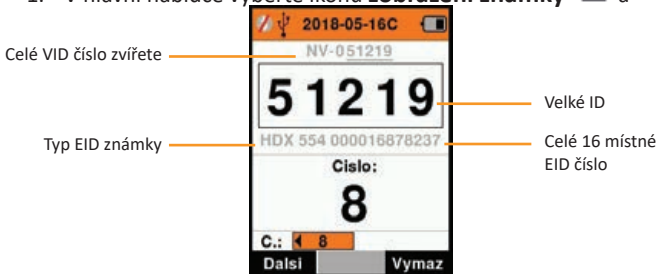 1. V hlavní nabídce vyberte ikonu Zobrazení známky a
2018-05-16C
Celé VID číslo zvířete
NV-051219
51219
Velké ID
Typ EID známky
HDX 554 000016878237
Celé 16 místné
EID číslo
Cislo:
8
C.: 8
Dalsi Vymaz